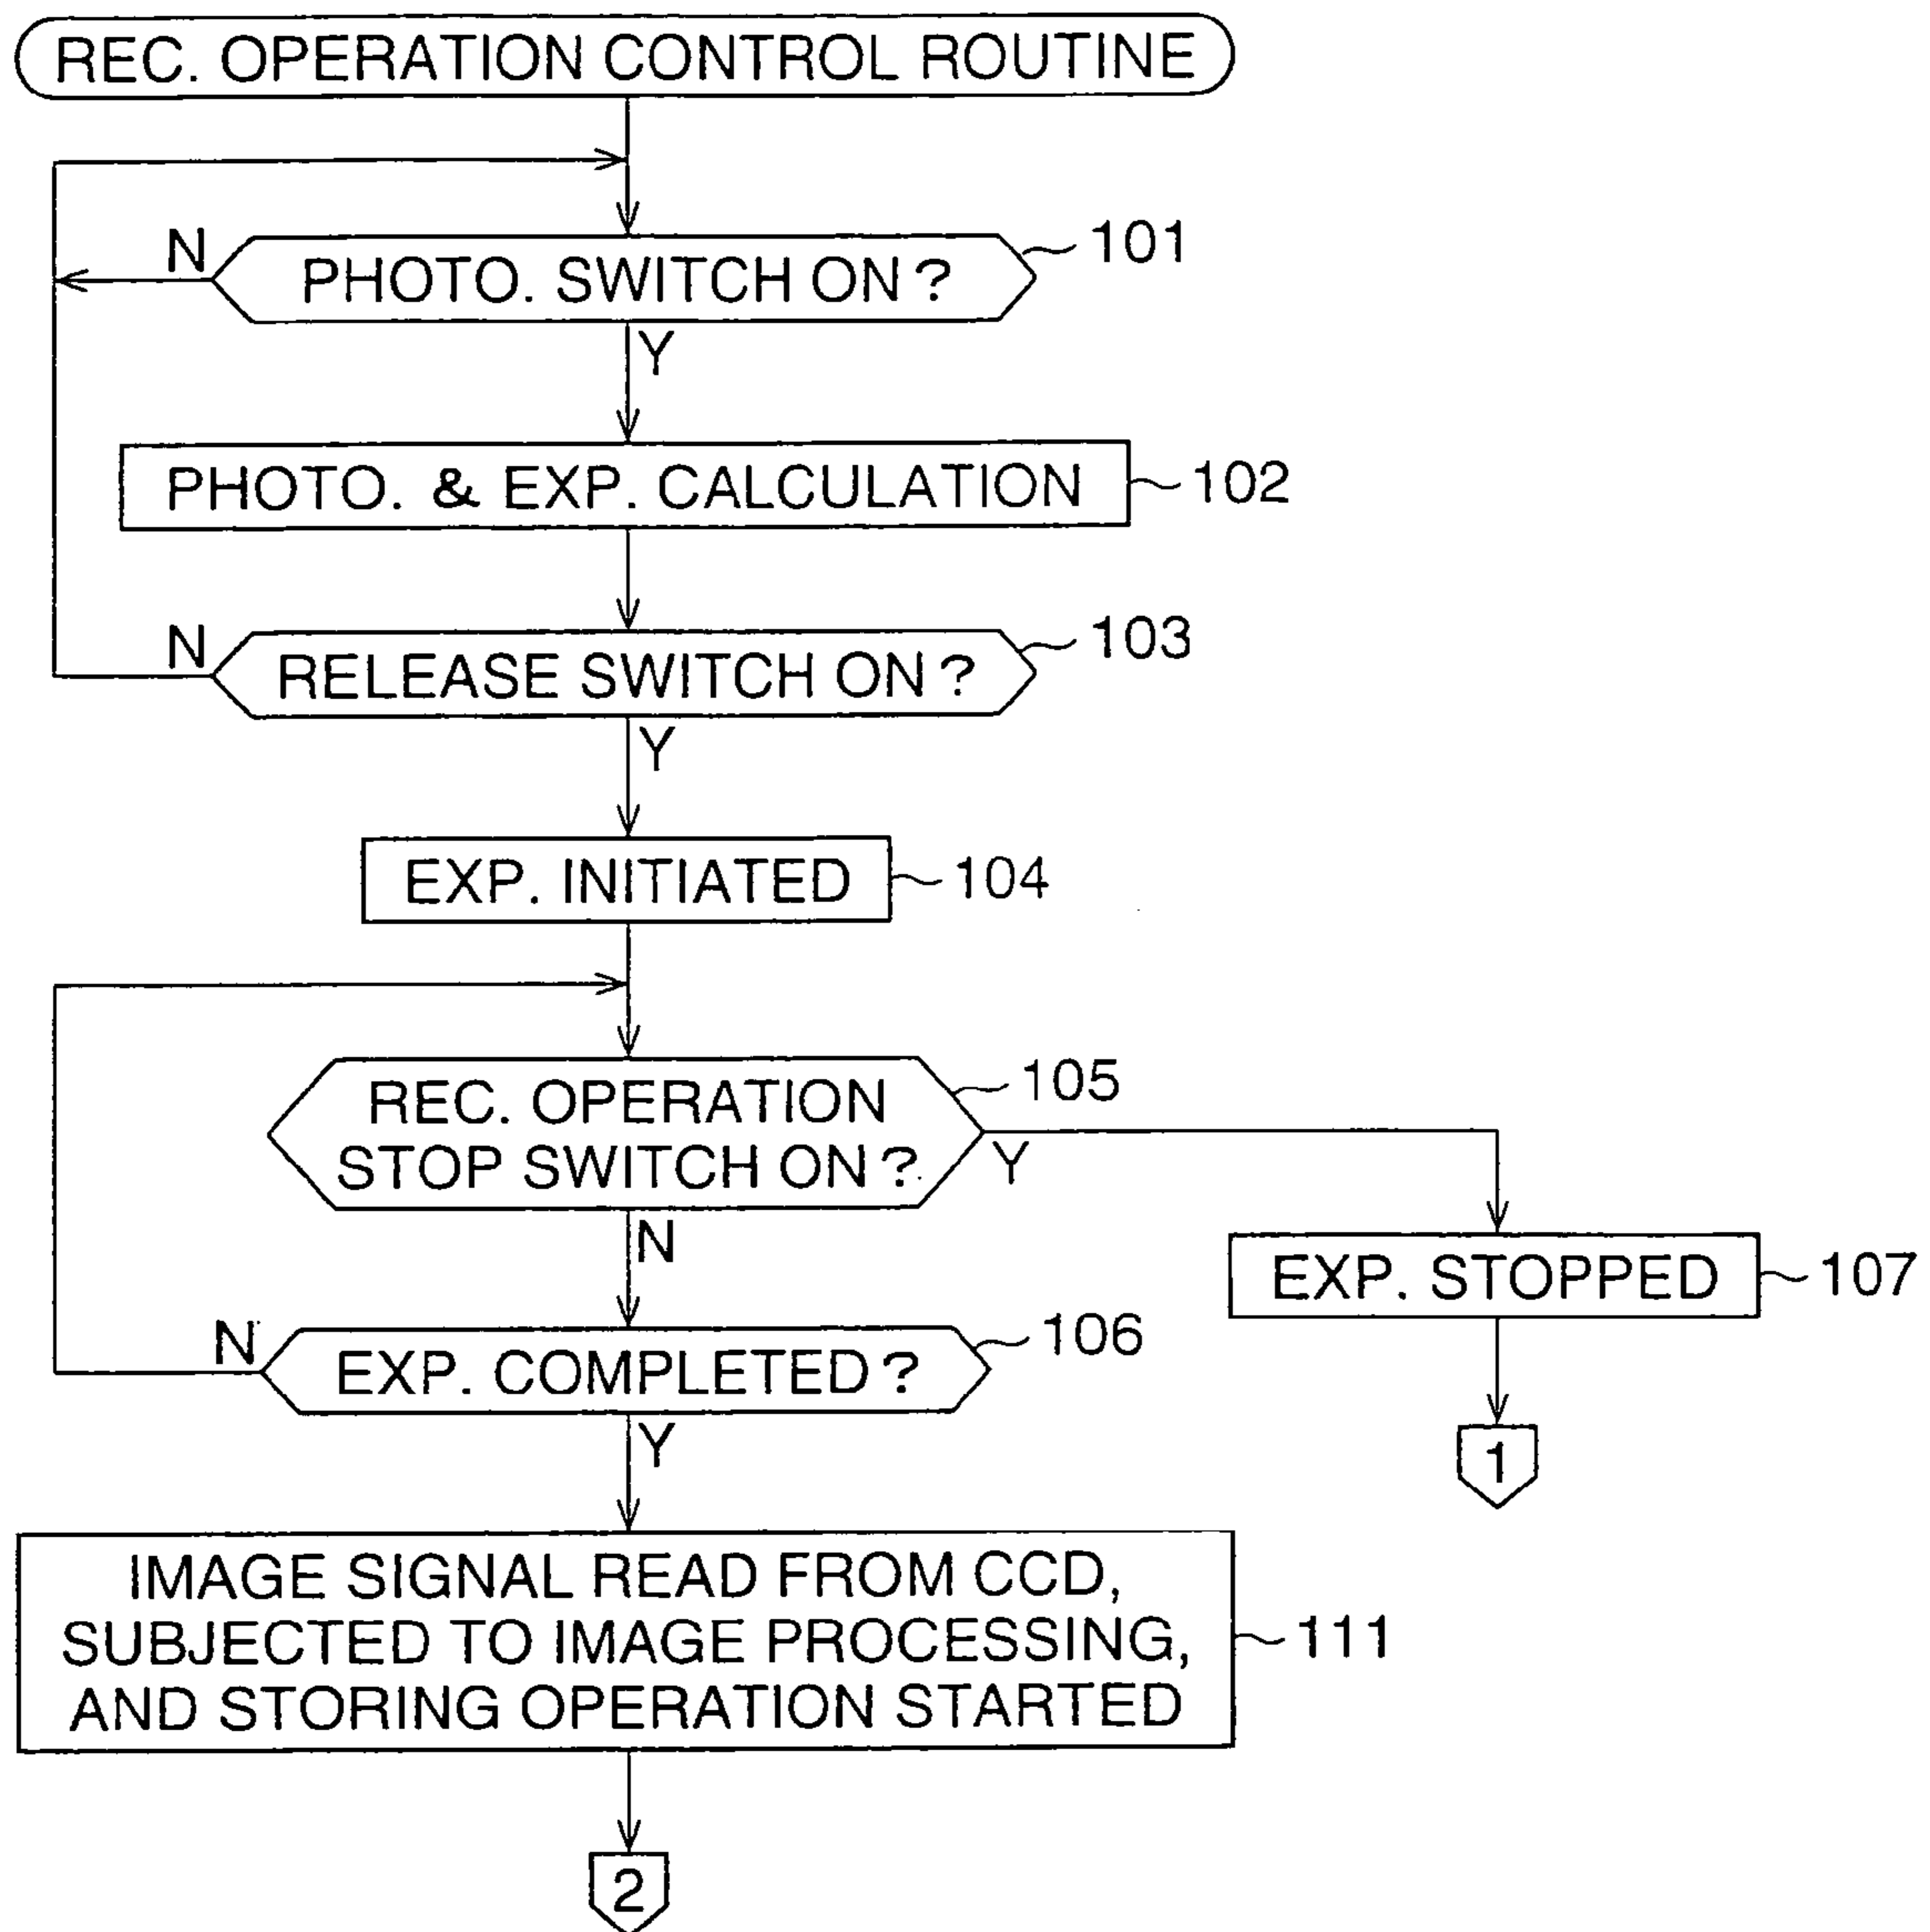 REC. OPERATION CONTROL ROUTINE
N
PHOTO. SWITCH ON ?
101
Y
PHOTO. & EXP. CALCULATION
102
N
RELEASE SWITCH ON ?
103
Y
EXP. INITIATED
104
REC. OPERATION
STOP SWITCH ON ?
105
Y
N
EXP. STOPPED
107
N
EXP. COMPLETED ?
106
Y
1
IMAGE SIGNAL READ FROM CCD,
SUBJECTED TO IMAGE PROCESSING,
AND STORING OPERATION STARTED
111
2